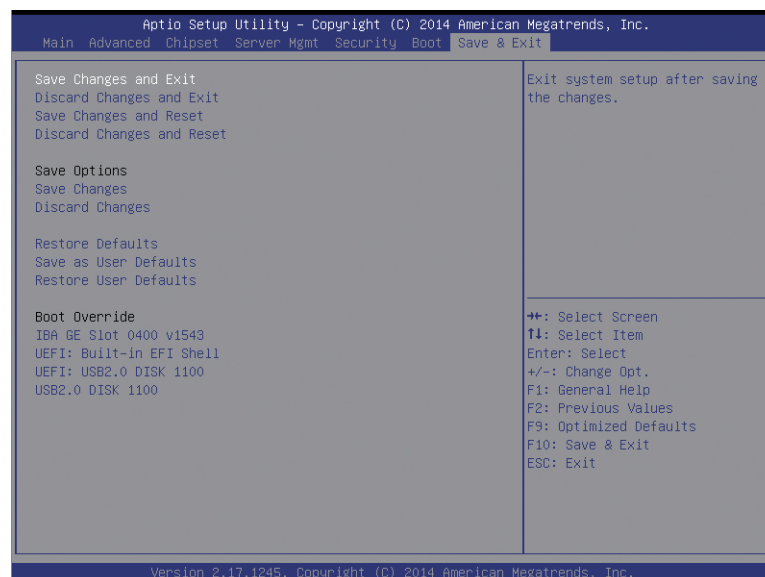 Aptio Setup Utility – Copyright (C) 2014 American Megatrends, Inc.
Main Advanced Chipset Server Mgmt Security Boot Save & Exit
Save Changes and Exit
Discard Changes and Exit
Save Changes and Reset
Discard Changes and Reset
Save Options
Save Changes
Discard Changes
Restore Defaults
Save as User Defaults
Restore User Defaults
Boot Override
IBA GE Slot 0400 v1543
UEFI: Built-in EFI Shell
UEFI: USB2.0 DISK 1100
USB2.0 DISK 1100
Exit system setup after saving
the changes.
→←: Select Screen
↑↓: Select Item
Enter: Select
+/-: Change Opt.
F1: General Help
F2: Previous Values
F9: Optimized Defaults
F10: Save & Exit
ESC: Exit
Version 2.17.1245. Copyright (C) 2014 American Megatrends, Inc.